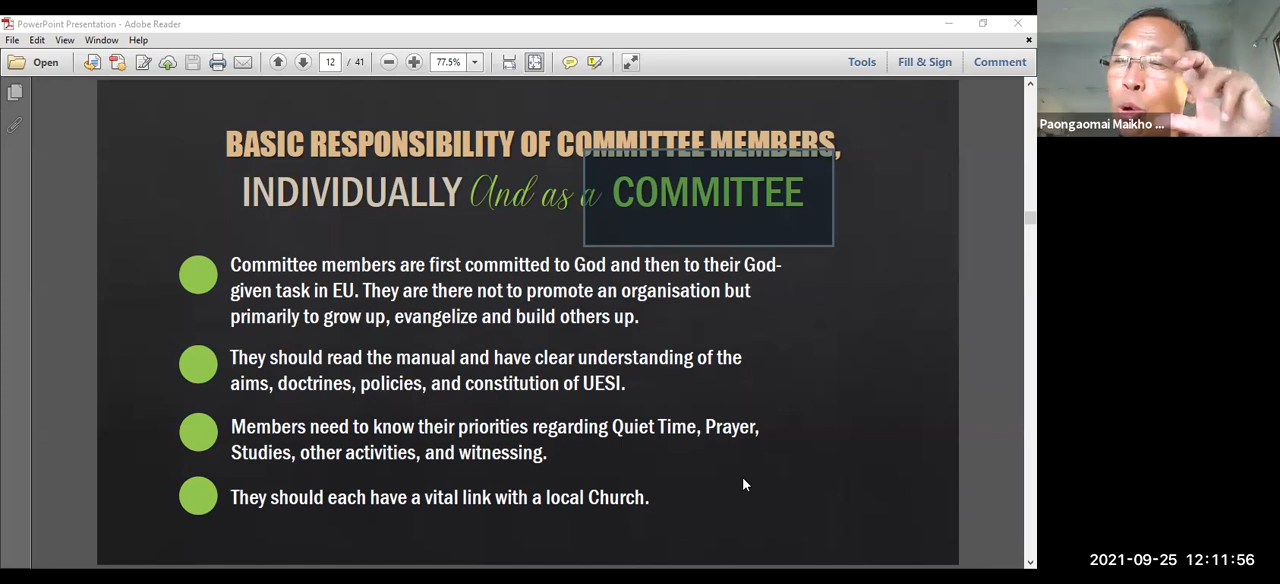 PowerPoint Presentation - Adobe Reader
File Edit View Window Help
Open 12 / 41 77.5% Tools Fill & Sign Comment
Paongaomai Maikho ...
BASIC RESPONSIBILITY OF COMMITTEE MEMBERS,
INDIVIDUALLY And as a COMMITTEE
Committee members are first committed to God and then to their God-
given task in EU. They are there not to promote an organisation but
primarily to grow up, evangelize and build others up.
They should read the manual and have clear understanding of the
aims, doctrines, policies, and constitution of UESI.
Members need to know their priorities regarding Quiet Time, Prayer,
Studies, other activities, and witnessing.
They should each have a vital link with a local Church.
2021-09-25 12:11:56